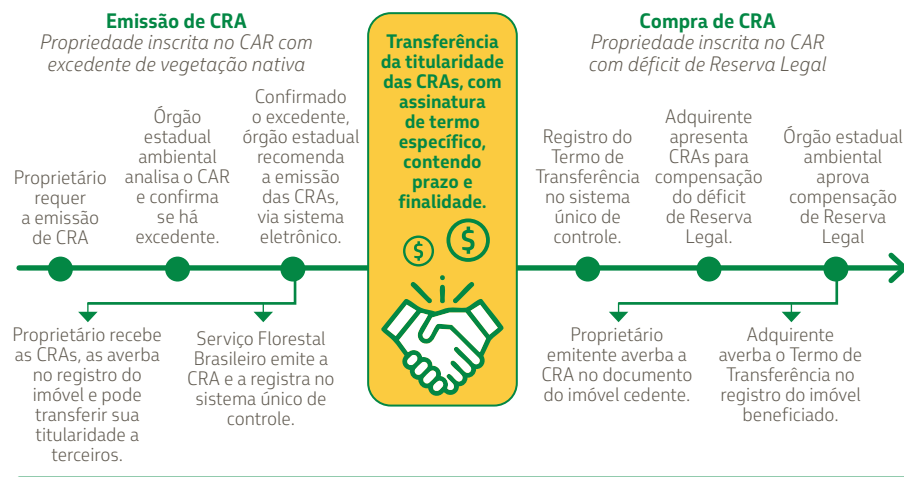 Emissão de CRA
Propriedade inscrita no CAR com
excedente de vegetação nativa
Proprietário
requer
a emissão
de CRA
Órgão
estadual
ambiental
analisa o CAR
e confirma
se há
excedente.
Confirmado
o excedente,
órgão estadual
recomenda
a emissão
das CRAs,
via sistema
eletrônico.
Proprietário recebe
as CRAs, as averba
no registro do
imóvel e pode
transferir sua
titularidade a
terceiros.
Serviço Florestal
Brasileiro emite a
CRA e a registra no
sistema único de
controle.
Transferência
da titularidade
das CRAs, com
assinatura
de termo
específico,
contendo
prazo e
finalidade.
$
$
Compra de CRA
Propriedade inscrita no CAR
com déficit de Reserva Legal
Registro do
Termo de
Transferência
no sistema
único de
controle.
Adquirente
apresenta
CRAs para
compensação
do déficit
de Reserva
Legal.
Órgão estadual
ambiental
aprova
compensação
de Reserva
Legal
Proprietário
emitente averba a
CRA no documento
do imóvel cedente.
Adquirente
averba o Termo de
Transferência no
registro do imóvel
beneficiado.